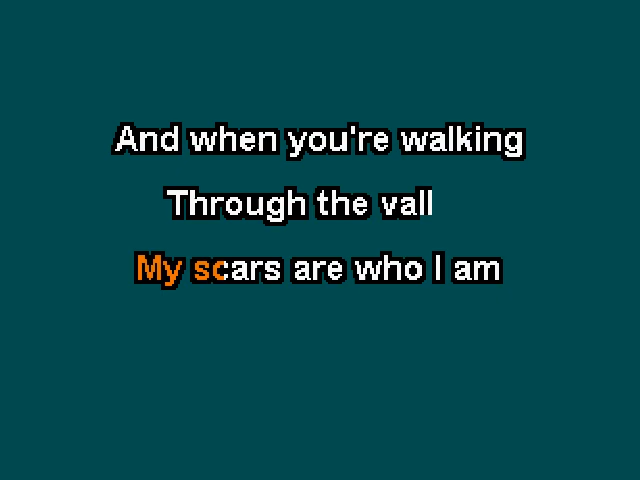 And when you're walking
Through the vall
My scars are who I am